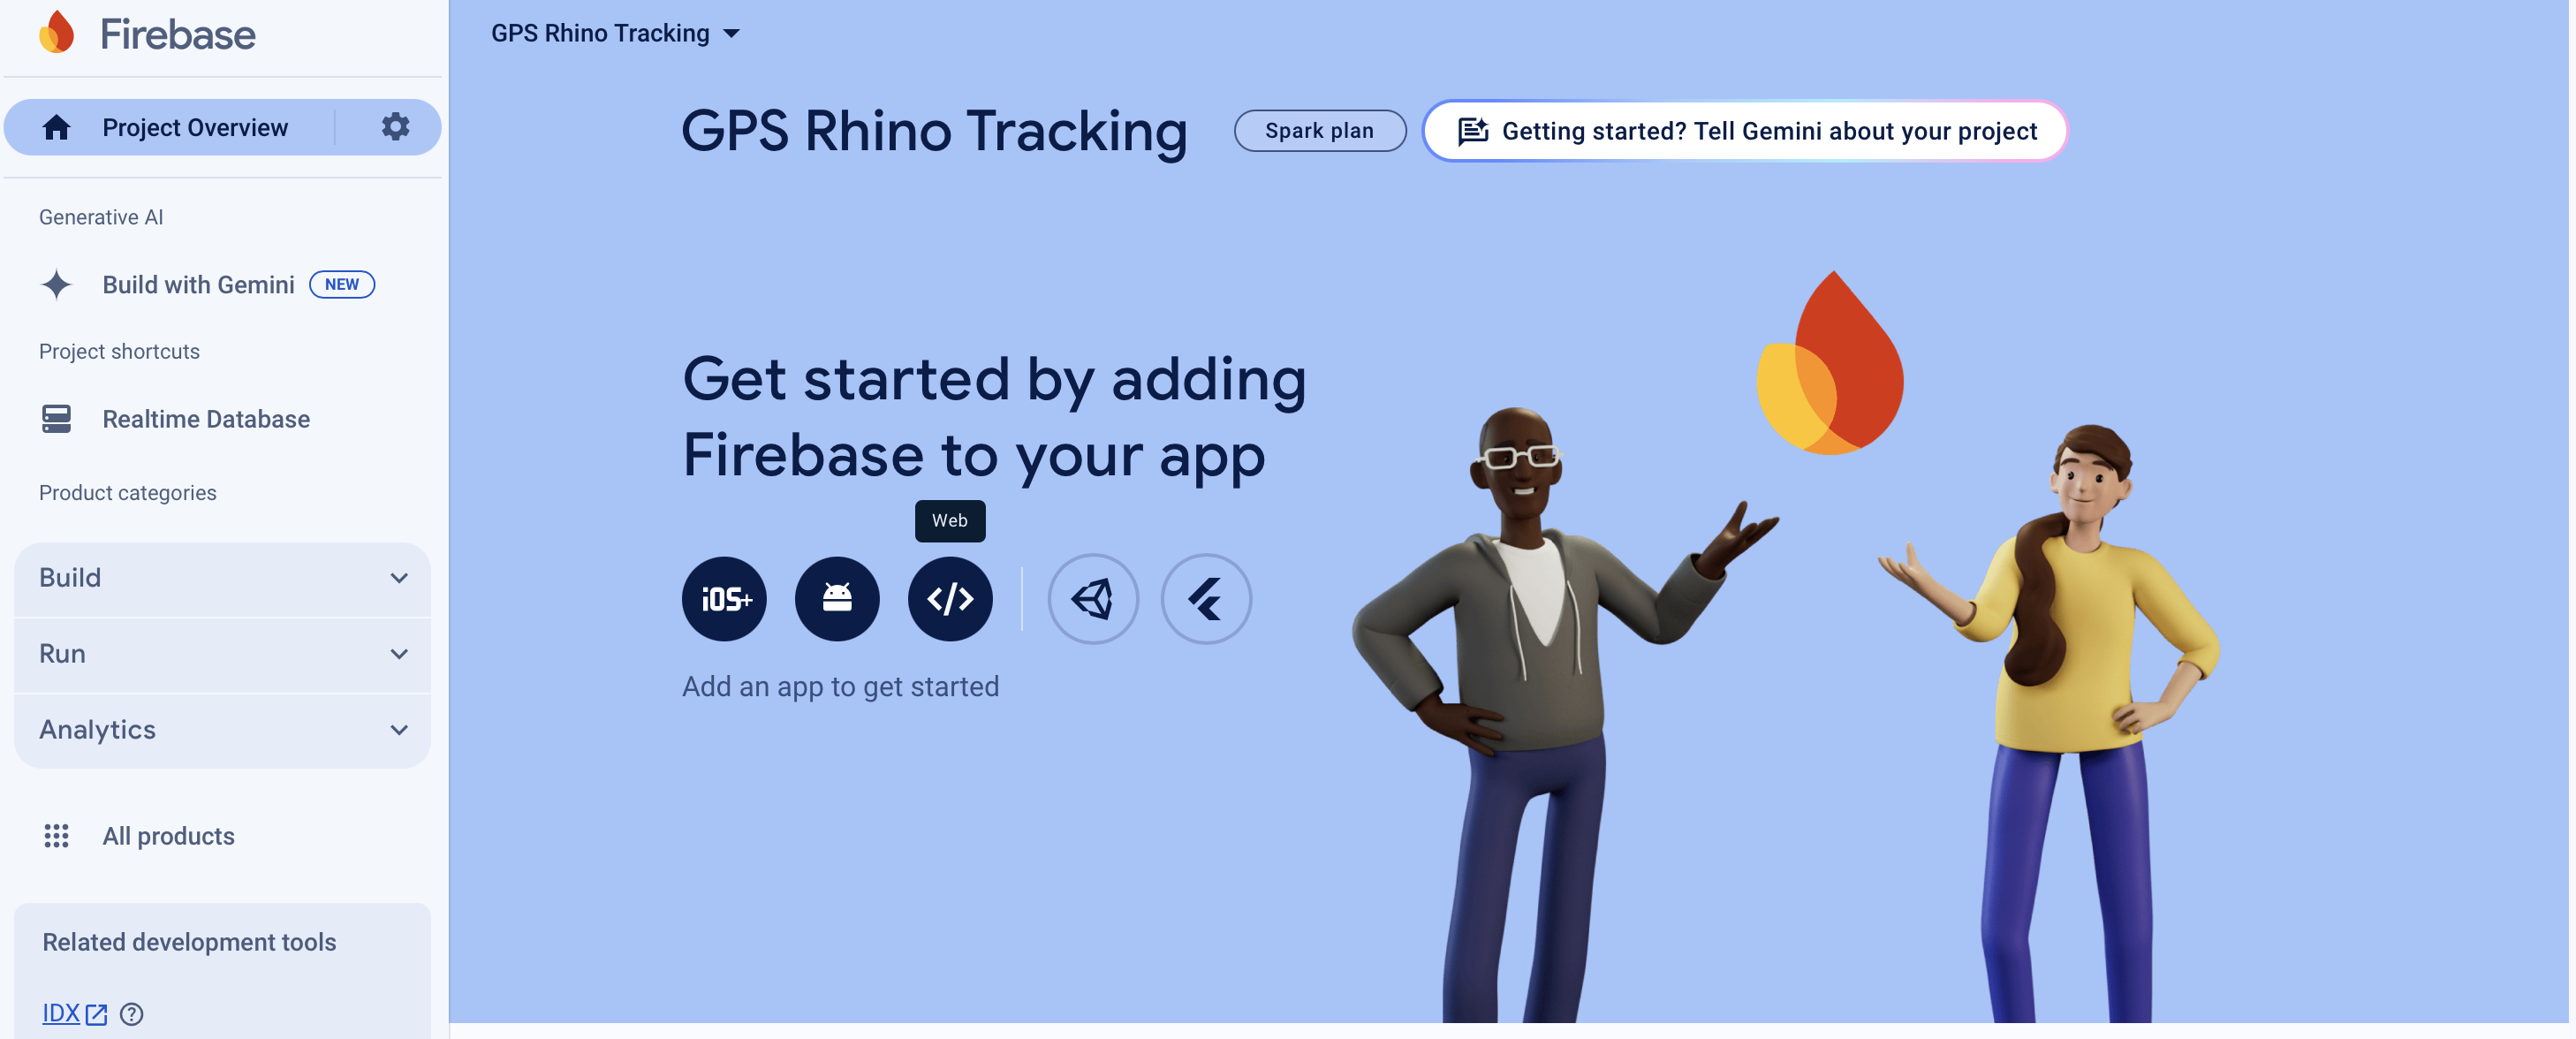 Firebase
Project Overview
Generative AI
Build with Gemini NEW
Project shortcuts
Realtime Database
Product categories
Build
Run
Analytics
All products
Related development tools
IDX
GPS Rhino Tracking
GPS Rhino Tracking
Spark plan
Getting started? Tell Gemini about your project
Get started by adding
Firebase to your app
Web
iOS+
</>
Add an app to get started